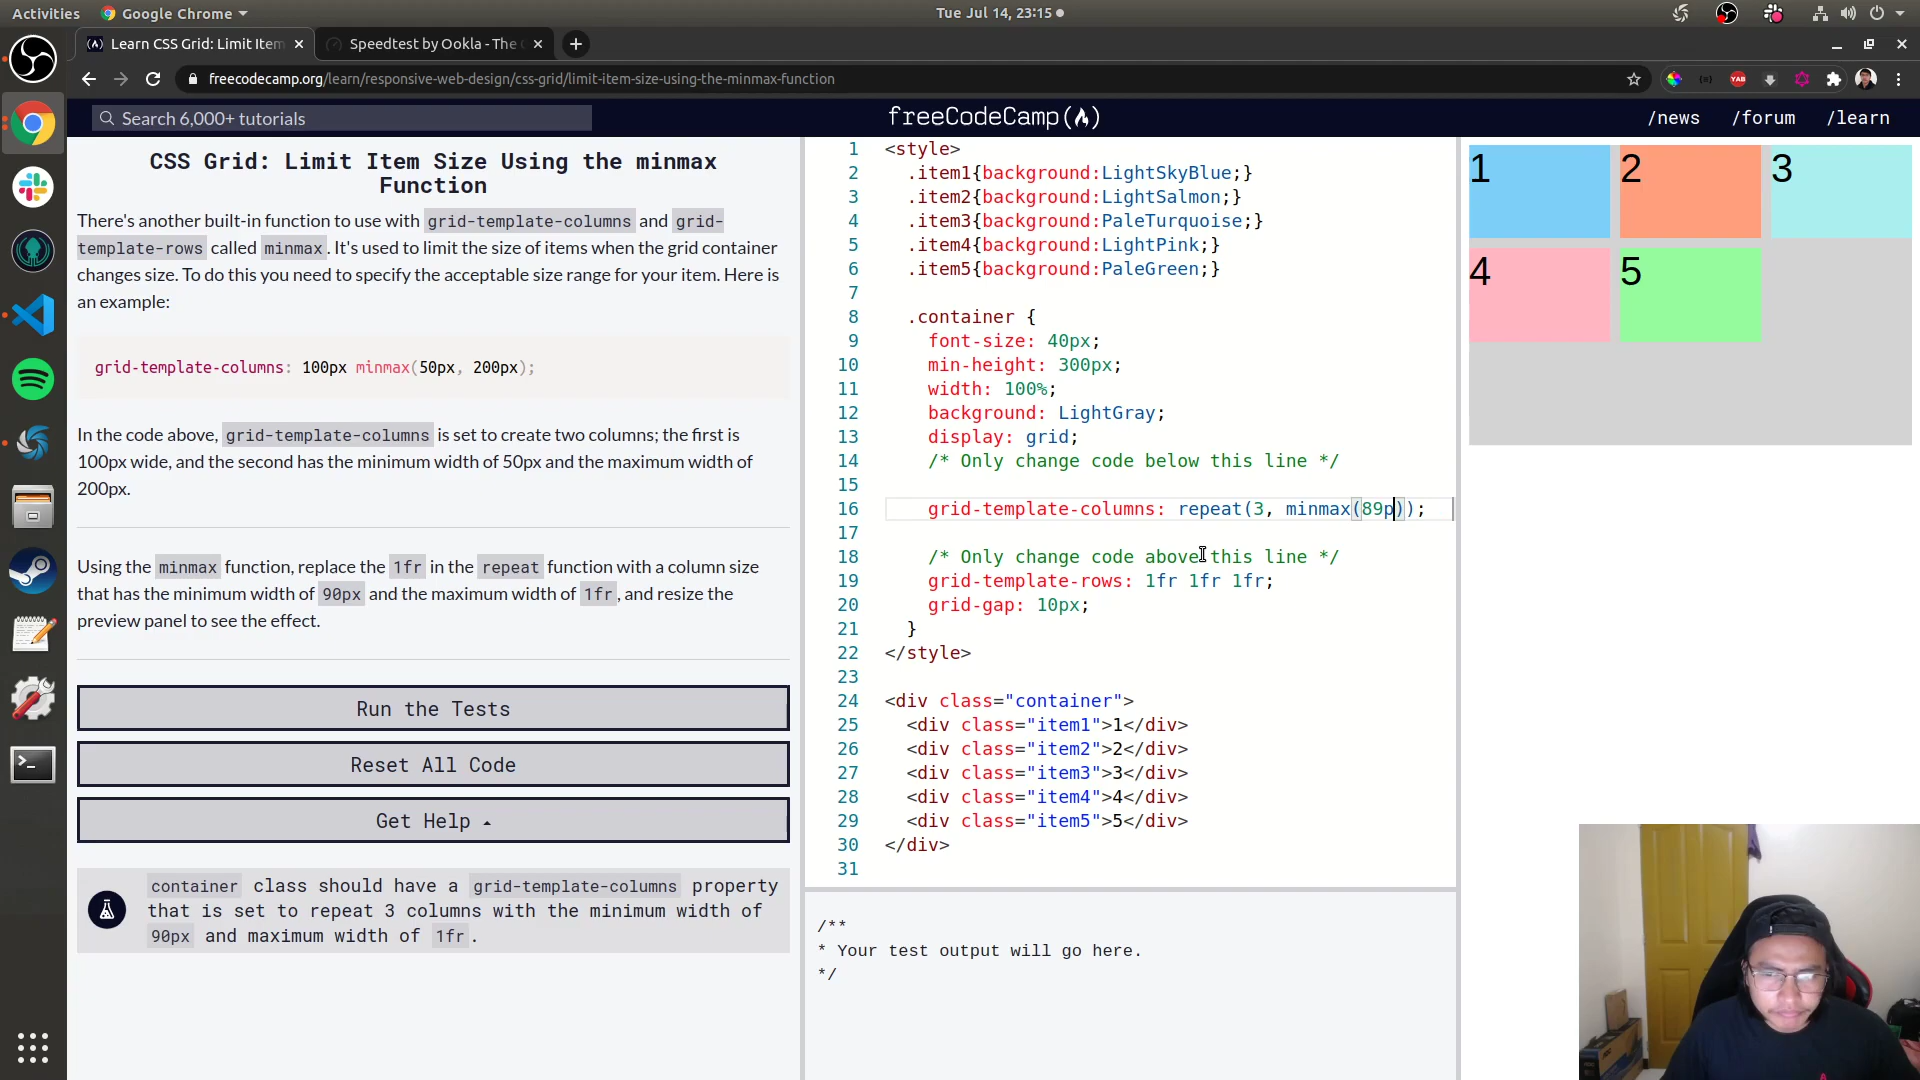 Activities
Google Chrome
Tue Jul 14, 23:15
Learn CSS Grid: Limit Item
Speedtest by Ookla - The
freecodecamp.org/learn/responsive-web-design/css-grid/limit-item-size-using-the-minmax-function
YAB
Search 6,000+ tutorials
freeCodeCamp
/news
/forum
/learn
CSS Grid: Limit Item Size Using the minmax
Function
There's another built-in function to use with grid-template-columns and grid-
template-rows called minmax. It's used to limit the size of items when the grid container
changes size. To do this you need to specify the acceptable size range for your item. Here is
an example:
grid-template-columns: 100px minmax(50px, 200px);
In the code above, grid-template-columns is set to create two columns; the first is
100px wide, and the second has the minimum width of 50px and the maximum width of
200px.
Using the minmax function, replace the 1fr in the repeat function with a column size
that has the minimum width of 90px and the maximum width of 1fr, and resize the
preview panel to see the effect.
Run the Tests
Reset All Code
Get Help
container class should have a grid-template-columns property
that is set to repeat 3 columns with the minimum width of
90px and maximum width of 1fr.
1 <style>
2 .item1{background:LightSkyBlue;}
3 .item2{background:LightSalmon;}
4 .item3{background:PaleTurquoise;}
5 .item4{background:LightPink;}
6 .item5{background:PaleGreen;}
7
8 .container {
9 font-size: 40px;
10 min-height: 300px;
11 width: 100%;
12 background: LightGray;
13 display: grid;
14 /* Only change code below this line */
15
16 grid-template-columns: repeat(3, minmax(89p));
17
18 /* Only change code above this line */
19 grid-template-rows: 1fr 1fr 1fr;
20 grid-gap: 10px;
21 }
22 </style>
23
24 <div class="container">
25 <div class="item1">1</div>
26 <div class="item2">2</div>
27 <div class="item3">3</div>
28 <div class="item4">4</div>
29 <div class="item5">5</div>
30 </div>
31
/**
* Your test output will go here.
*/
1
2
3
4
5